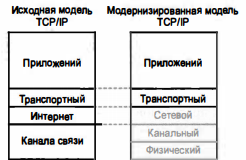 Исходная модель
TCP/IP
Модернизированная модель
TCP/IP
Приложений
Транспортный
Интернет
Канала связи
Приложений
Транспортный
Сетевой
Канальный
Физический